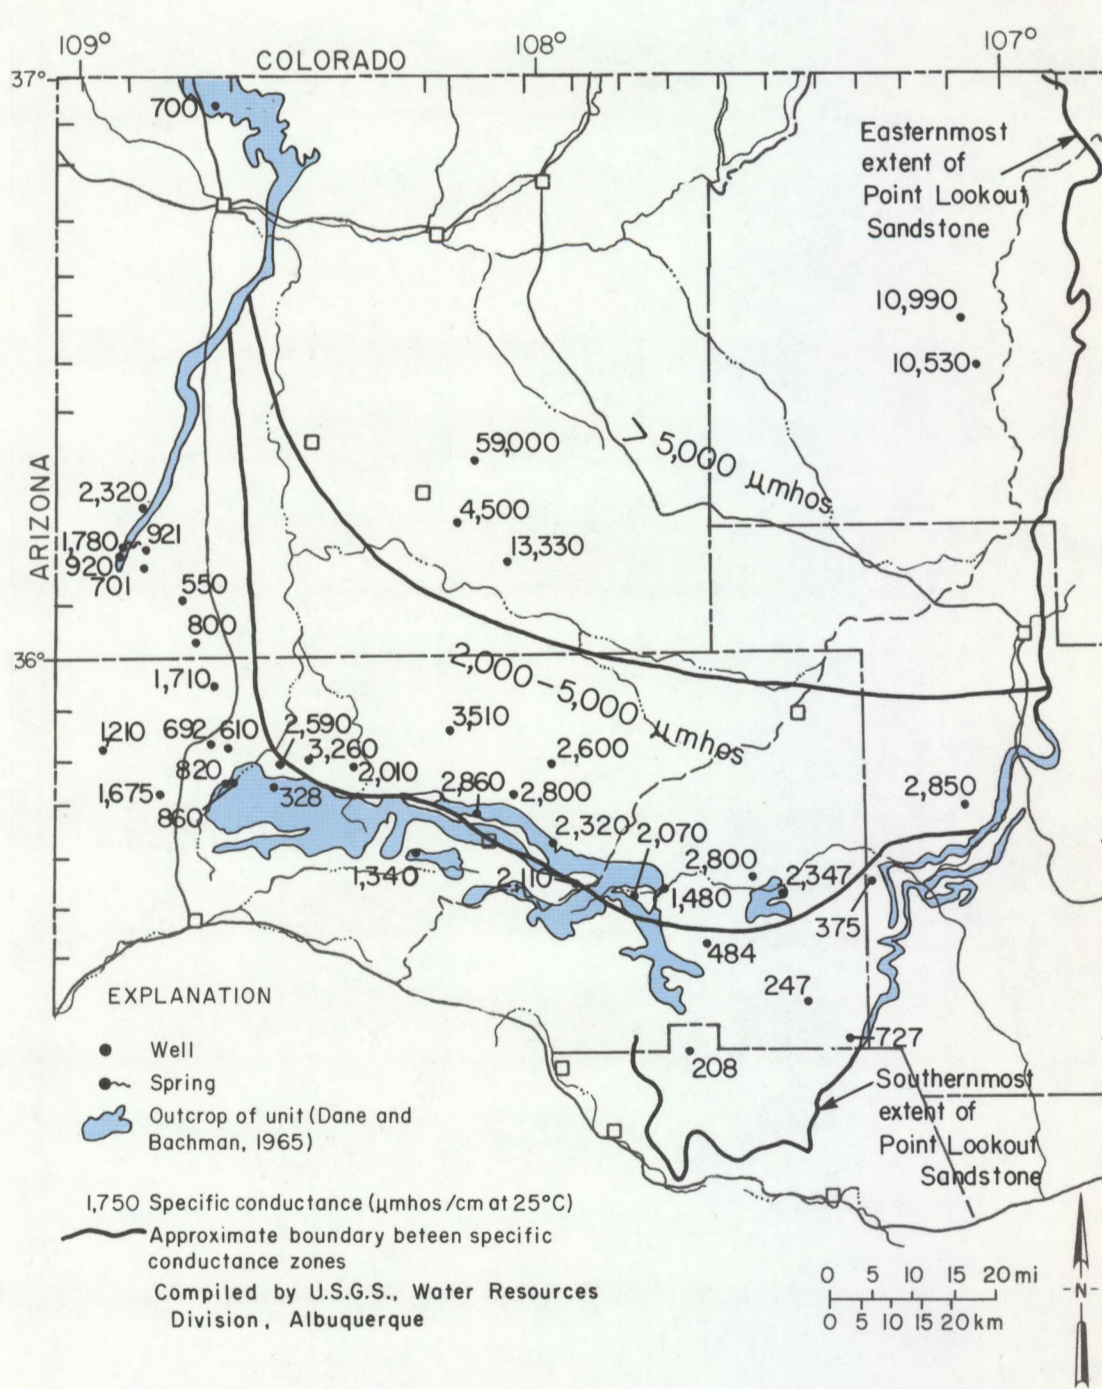 109°
108°
107°
COLORADO
37°
700
Easternmost
extent of
Point Lookout
Sandstone
10,990
10,530
59,000
> 5,000 µmhos
ARIZONA
2,320
4,500
1,780
921
13,330
920
701
550
800
36°
2,000-5,000 µmhos
1,710
3,510
1210
692
610
2,590
3,260
2,600
820
2,010
2,860
2,850
1,675
328
2,800
860
2,320
2,070
2,800
1,340
2,110
1,480
2,347
375
484
247
EXPLANATION
727
Well
208
Spring
Southernmost
extent of
Point Lookout
Sandstone
Outcrop of unit (Dane and
Bachman, 1965)
1,750 Specific conductance (µmhos/cm at 25°C)
Approximate boundary beteen specific
conductance zones
Compiled by U.S.G.S., Water Resources
Division, Albuquerque
0 5 10 15 20 mi
0 5 10 15 20 km
-N-